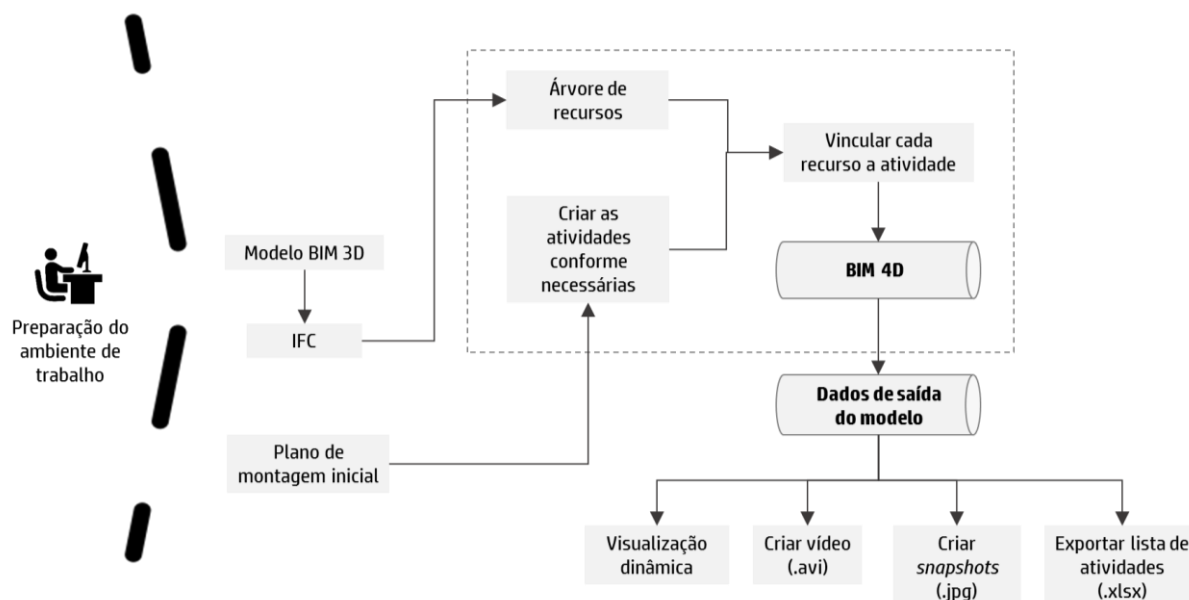 Preparação do
ambiente de
trabalho
Modelo BIM 3D
IFC
Plano de
montagem inicial
Árvore de
recursos
Criar as
atividades
conforme
necessárias
Vincular cada
recurso a atividade
BIM 4D
Dados de saída
do modelo
Visualização
dinâmica
Criar vídeo
(.avi)
Criar
snapshots
(.jpg)
Exportar lista de
atividades
(.xlsx)